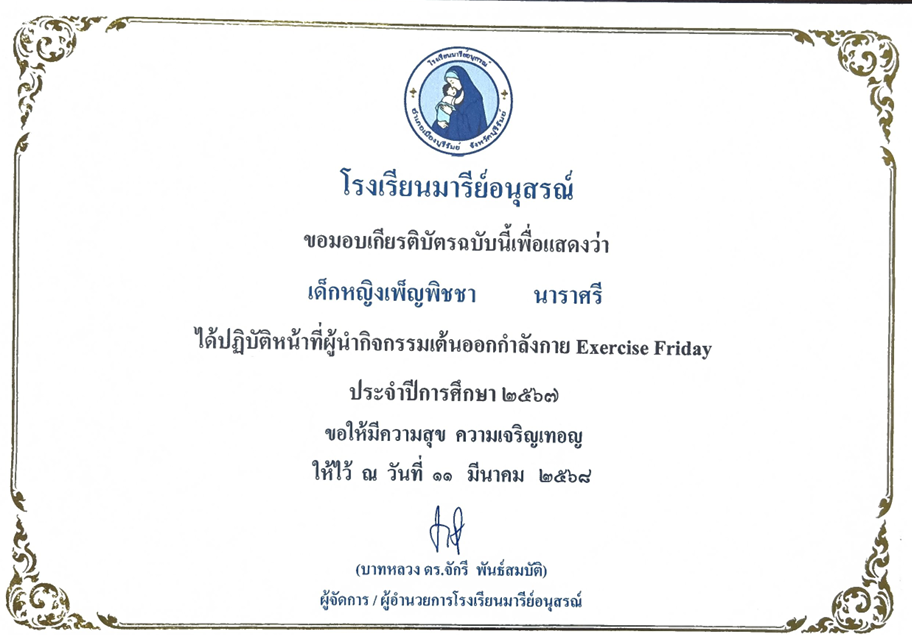 โรงเรียนมารีย์อนุสรณ์
อำเภอเมืองบุรีรัมย์ จังหวัดบุรีรัมย์
โรงเรียนมารีย์อนุสรณ์
ขอมอบเกียรติบัตรฉบับนี้เพื่อแสดงว่า
เด็กหญิงเพ็ญพิชชา นาราศรี
ได้ปฏิบัติหน้าที่ผู้นำกิจกรรมเต้นออกกำลังกาย Exercise Friday
ประจำปีการศึกษา ๒๕๖๗
ขอให้มีความสุข ความเจริญเทอญ
ให้ไว้ ณ วันที่ ๑๑ มีนาคม ๒๕๖๘
(บาทหลวง ดร.จักรี พันธ์สมบัติ)
ผู้จัดการ / ผู้อำนวยการโรงเรียนมารีย์อนุสรณ์